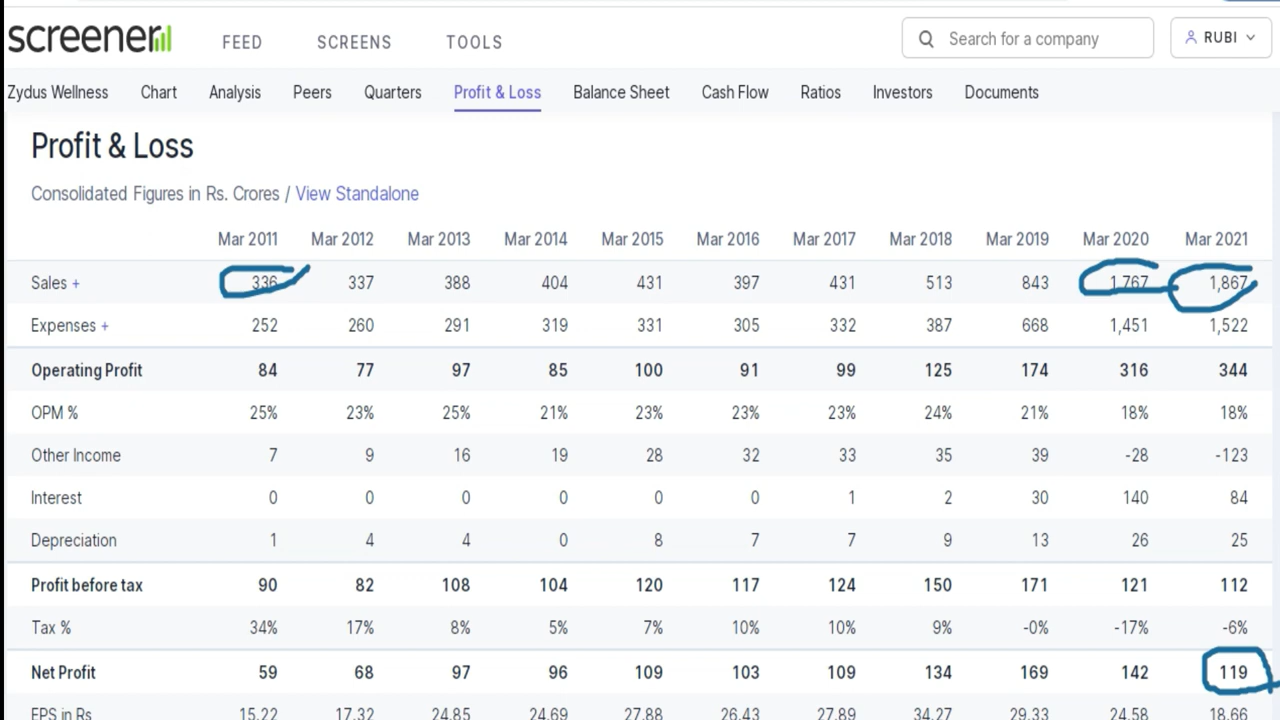 screener FEED SCREENS TOOLS Search for a company RUBI
Zydus Wellness Chart Analysis Peers Quarters Profit & Loss Balance Sheet Cash Flow Ratios Investors Documents
Profit & Loss
Consolidated Figures in Rs. Crores / View Standalone
Mar 2011 Mar 2012 Mar 2013 Mar 2014 Mar 2015 Mar 2016 Mar 2017 Mar 2018 Mar 2019 Mar 2020 Mar 2021
Sales + 336 337 388 404 431 397 431 513 843 1,767 1,867
Expenses + 252 260 291 319 331 305 332 387 668 1,451 1,522
Operating Profit 84 77 97 85 100 91 99 125 174 316 344
OPM % 25% 23% 25% 21% 23% 23% 23% 24% 21% 18% 18%
Other Income 7 9 16 19 28 32 33 35 39 -28 -123
Interest 0 0 0 0 0 0 1 2 30 140 84
Depreciation 1 4 4 0 8 7 7 9 13 26 25
Profit before tax 90 82 108 104 120 117 124 150 171 121 112
Tax % 34% 17% 8% 5% 7% 10% 10% 9% -0% -17% -6%
Net Profit 59 68 97 96 109 103 109 134 169 142 119
EPS in Rs 15.22 17.32 24.85 24.69 27.88 26.43 27.89 34.27 29.33 24.58 18.66